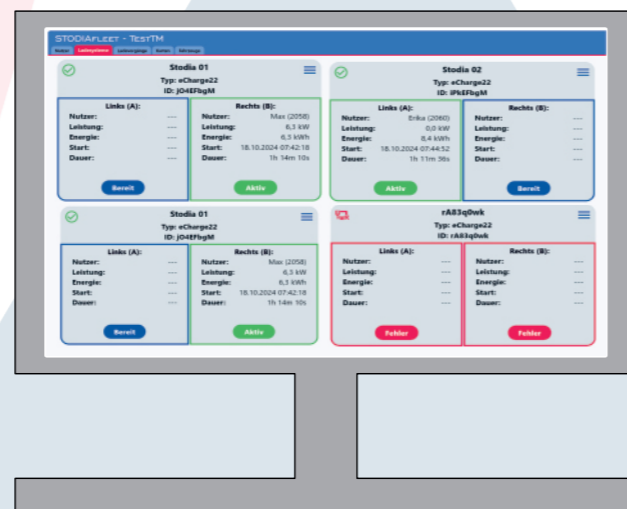 STODIAFLEET - TESTTM
Nutzer Ladesysteme Ladevorgänge Karten Fahrzeuge
Stodia 01
Typ: eCharge22
ID: jO4EFbgM
Links (A):
Nutzer: ---
Leistung: ---
Energie: ---
Start: ---
Dauer: ---
Bereit
Rechts (B):
Nutzer: Max (2058)
Leistung: 6,3 kW
Energie: 6,3 kWh
Start: 18.10.2024 07:42:18
Dauer: 1h 14m 10s
Aktiv
Stodia 02
Typ: eCharge22
ID: iPkEFbgM
Links (A):
Nutzer: Erika (2060)
Leistung: 0,0 kW
Energie: 8,4 kWh
Start: 18.10.2024 07:44:52
Dauer: 1h 11m 36s
Aktiv
Rechts (B):
Nutzer: ---
Leistung: ---
Energie: ---
Start: ---
Dauer: ---
Bereit
Stodia 01
Typ: eCharge22
ID: jO4EFbgM
Links (A):
Nutzer: ---
Leistung: ---
Energie: ---
Start: ---
Dauer: ---
Bereit
Rechts (B):
Nutzer: Max (2058)
Leistung: 6,3 kW
Energie: 6,3 kWh
Start: 18.10.2024 07:42:18
Dauer: 1h 14m 10s
Aktiv
rA83q0wk
Typ: eCharge22
ID: rA83q0wk
Links (A):
Nutzer: ---
Leistung: ---
Energie: ---
Start: ---
Dauer: ---
Fehler
Rechts (B):
Nutzer: ---
Leistung: ---
Energie: ---
Start: ---
Dauer: ---
Fehler